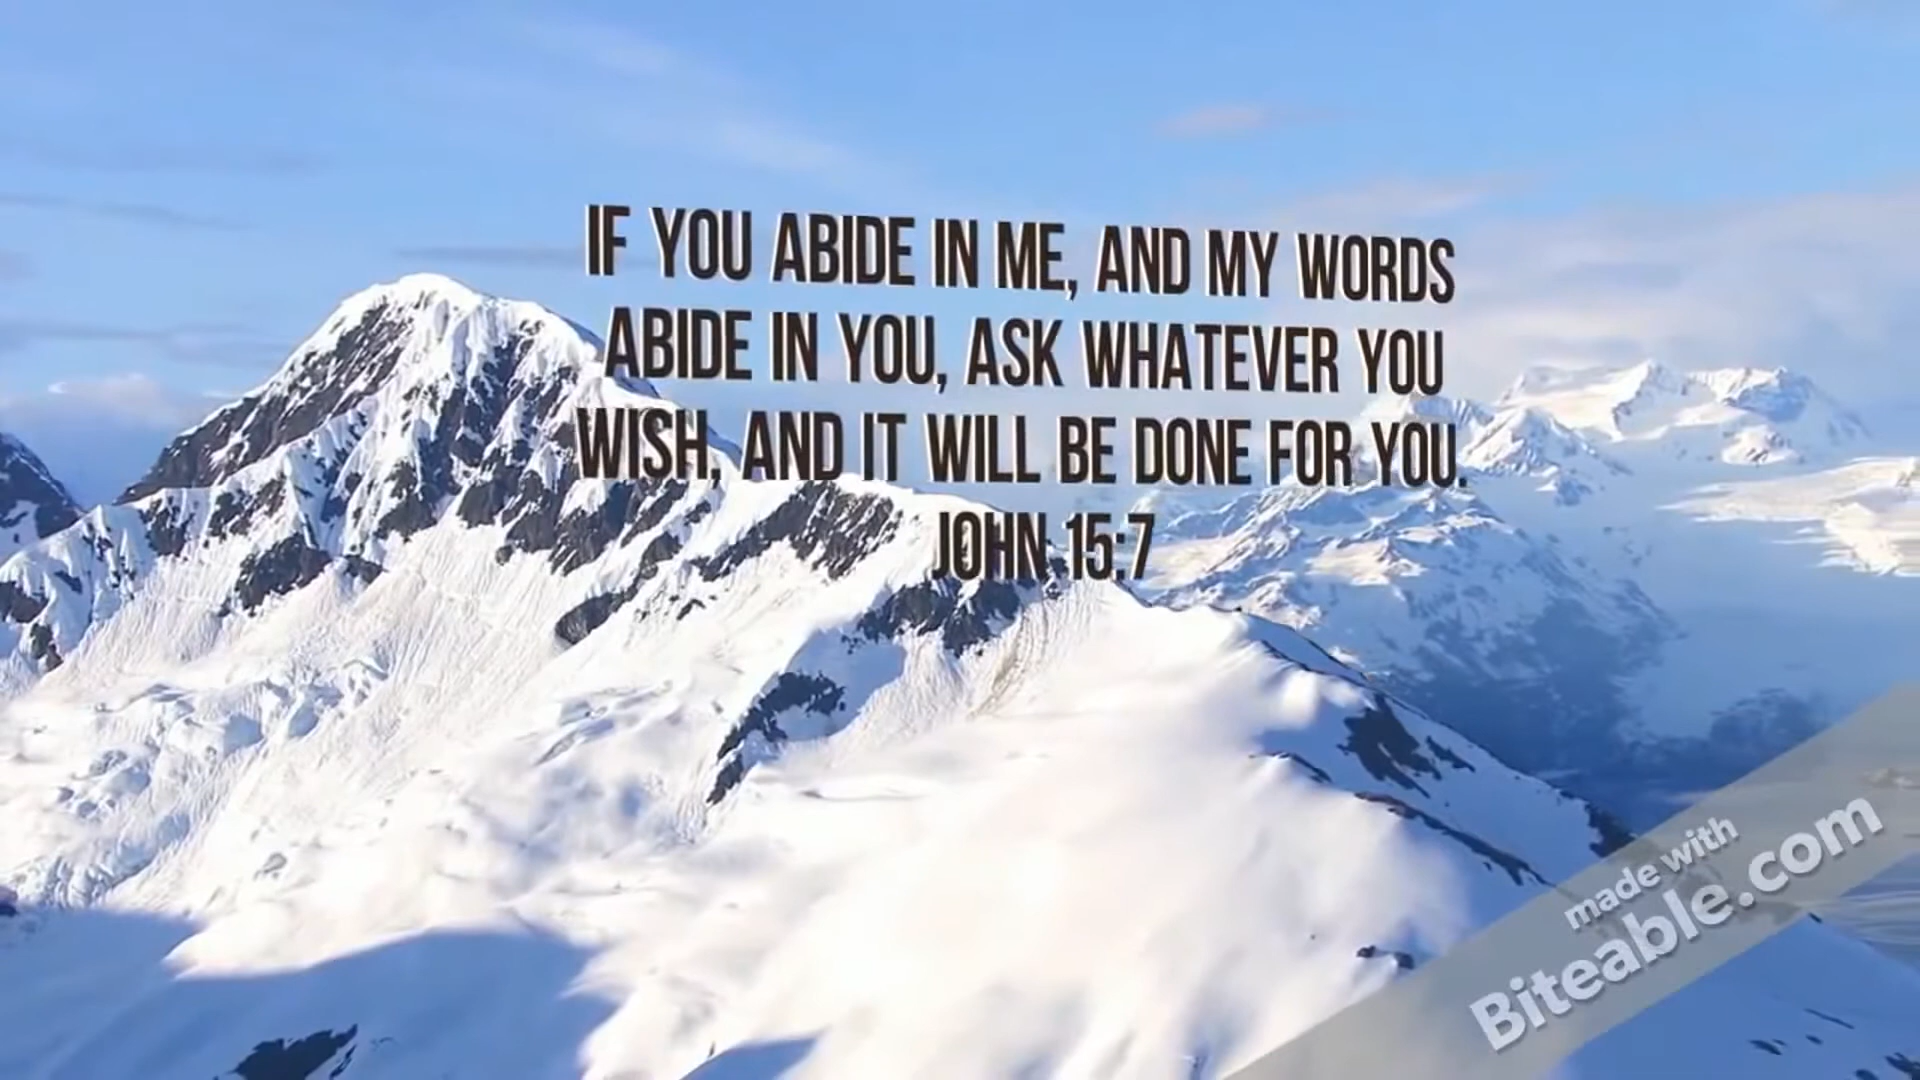 IF YOU ABIDE IN ME, AND MY WORDS
ABIDE IN YOU, ASK WHATEVER YOU
WISH, AND IT WILL BE DONE FOR YOU.
JOHN 15:7
made with
Biteable.com